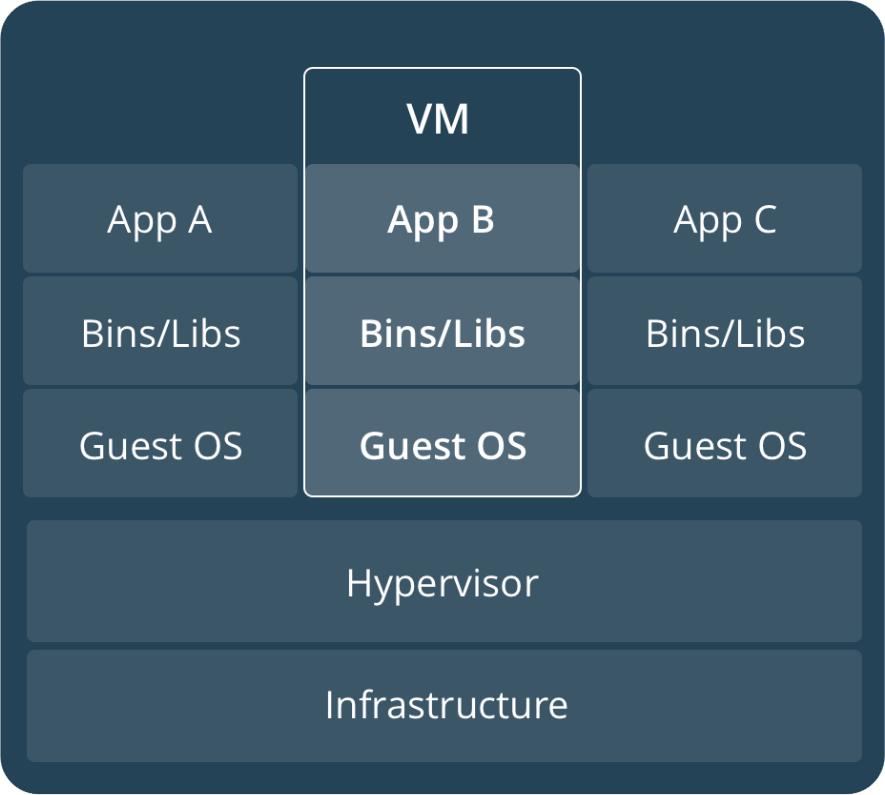 VM
App A
App B
App C
Bins/Libs
Bins/Libs
Bins/Libs
Guest OS
Guest OS
Guest OS
Hypervisor
Infrastructure